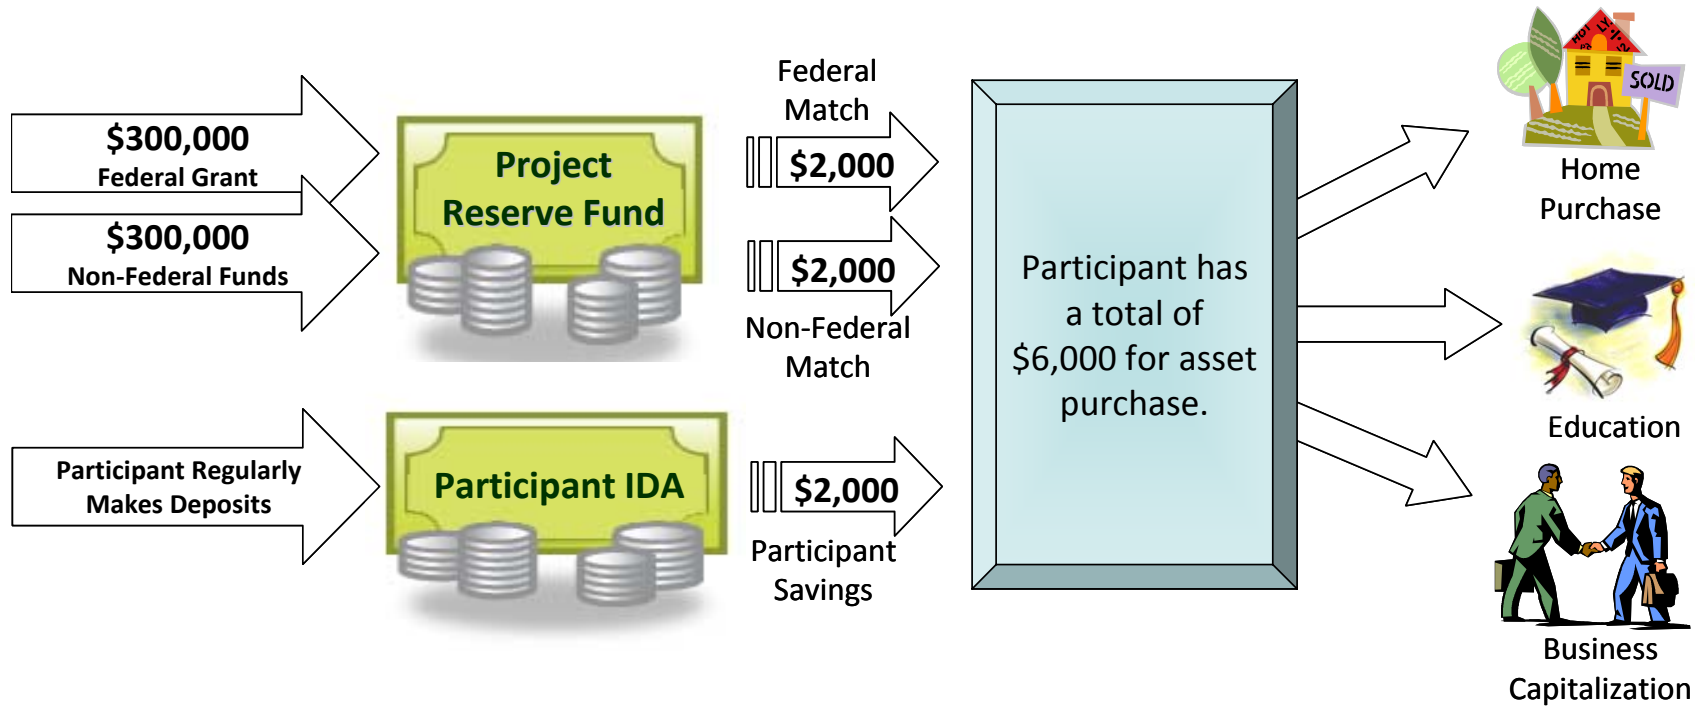 $300,000
Federal Grant
$300,000
Non-Federal Funds
Project
Reserve Fund
Federal
Match
$2,000
$2,000
Non-Federal
Match
Participant Regularly
Makes Deposits
Participant IDA
$2,000
Participant
Savings
Participant has
a total of
$6,000 for asset
purchase.
SOLD
Home
Purchase
Education
Business
Capitalization